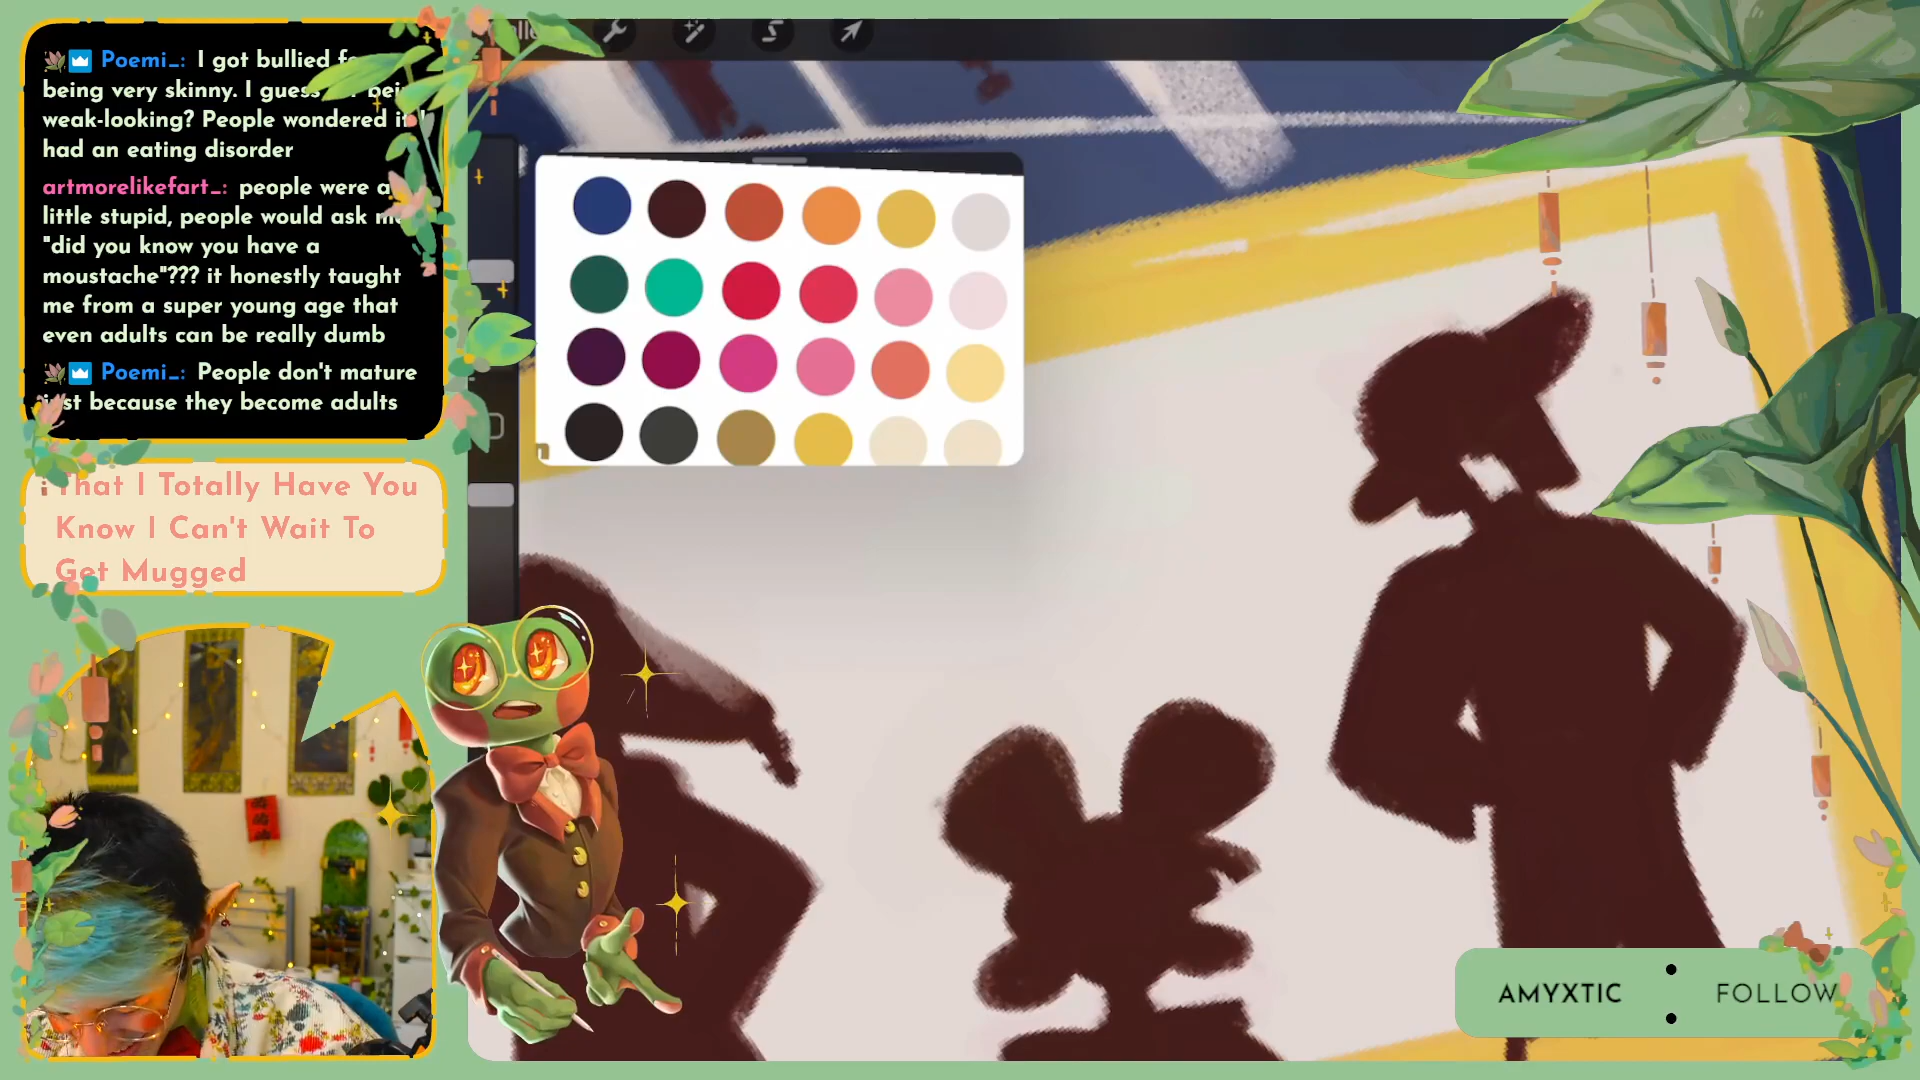 Poemi_: I got bullied
being very skinny. I guess
weak-looking? People wondered
had an eating disorder
artmorelikefart_: people were a
little stupid, people would ask
"did you know you have a
moustache"??? it honestly taught
me from a super young age that
even adults can be really dumb
Poemi_: People don't mature
just because they become adults
That I Totally Have You
Know I Can't Wait To
Get Mugged
AMYXTIC
FOLLOW